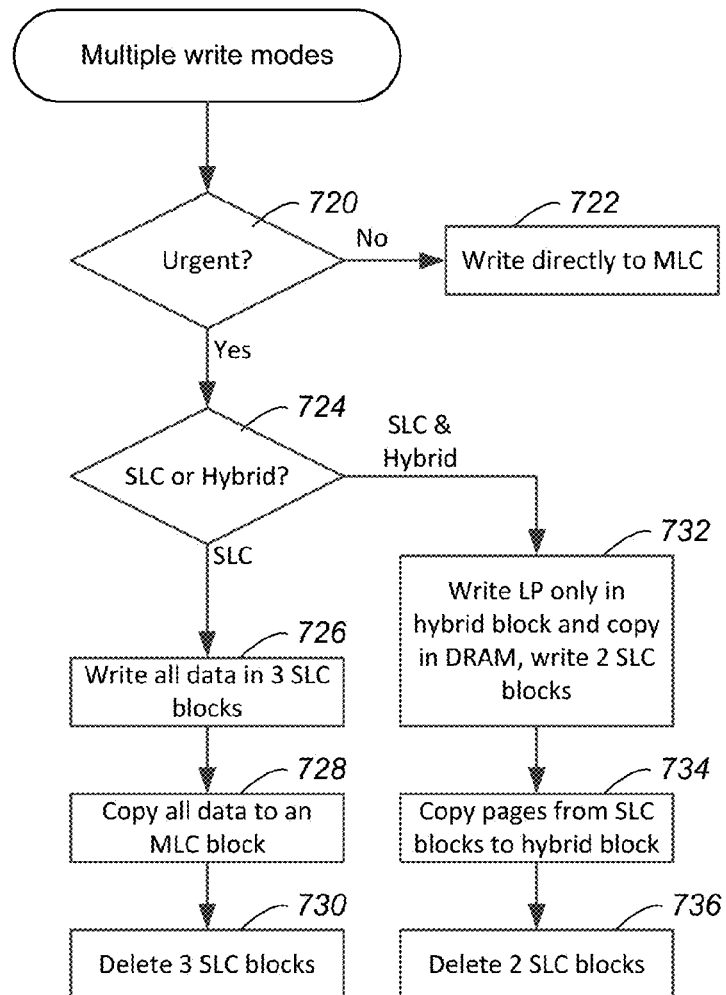 Multiple write modes
720
Urgent?
No
722
Write directly to MLC
Yes
724
SLC or Hybrid?
SLC &
Hybrid
SLC
726
Write all data in 3 SLC
blocks
732
Write LP only in
hybrid block and copy
in DRAM, write 2 SLC
blocks
728
Copy all data to an
MLC block
734
Copy pages from SLC
blocks to hybrid block
730
Delete 3 SLC blocks
736
Delete 2 SLC blocks